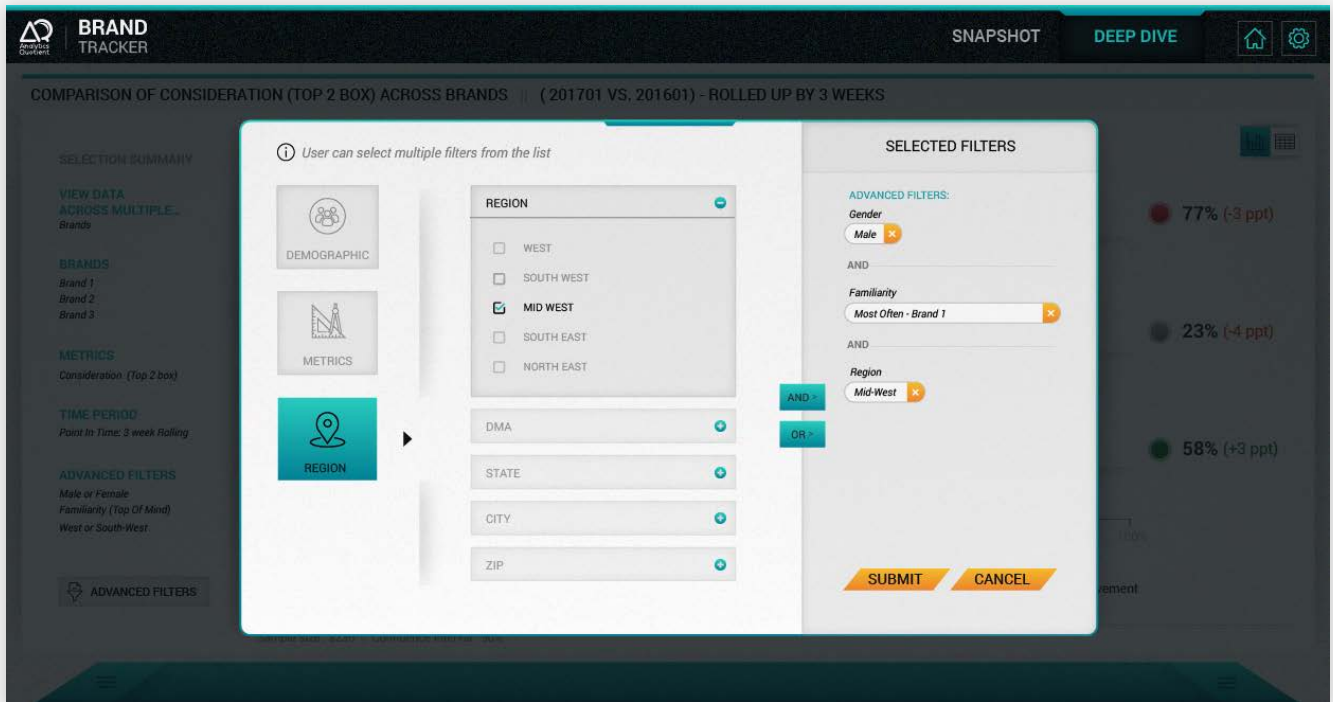 Analytics
Quotient
BRAND
TRACKER
SNAPSHOT
DEEP DIVE
COMPARISON OF CONSIDERATION (TOP 2 BOX) ACROSS BRANDS || ( 201701 VS. 201601) - ROLLED UP BY 3 WEEKS
SELECTION SUMMARY
VIEW DATA
ACROSS MULTIPLE...
Brands
BRANDS
Brand 1
Brand 2
Brand 3
METRICS
Consideration (Top 2 box)
TIME PERIOD
Point In Time: 3 week Rolling
ADVANCED FILTERS
Male or Female
Familiarity (Top Of Mind)
West or South-West
ADVANCED FILTERS
User can select multiple filters from the list
DEMOGRAPHIC
METRICS
REGION
REGION
WEST
SOUTH WEST
MID WEST
SOUTH EAST
NORTH EAST
DMA
STATE
CITY
ZIP
AND >
OR >
SELECTED FILTERS
ADVANCED FILTERS:
Gender
Male
AND
Familiarity
Most Often - Brand 1
AND
Region
Mid-West
SUBMIT
CANCEL
77% (-3 ppt)
23% (-4 ppt)
58% (+3 ppt)
100%